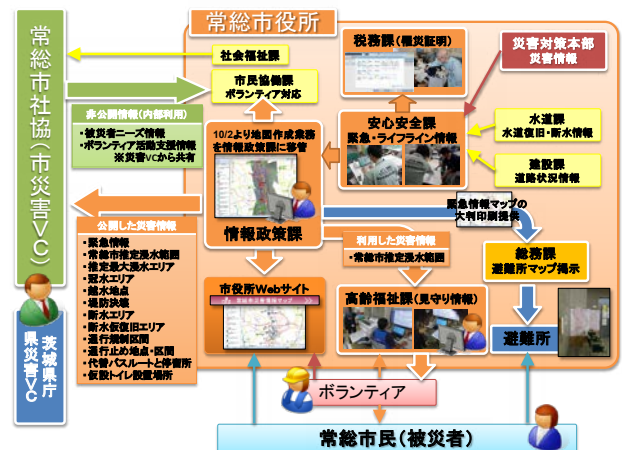 常総市役所
常総市社協(市災害VC)
茨城県庁
県災害VC
社会福祉課
市民協働課
ボランティア対応
税務課(罹災証明)
災害対策本部
災害情報
非公開情報(内部利用)
・被災者ニーズ情報
・ボランティア活動支援情報
※災害VCから共有
10/2より地図作成業務
を情報政策課に移管
情報政策課
安心安全課
緊急・ライフライン情報
水道課
水道復旧・断水情報
建設課
道路状況情報
緊急情報マップの
大判印刷提供
公開した災害情報
・緊急情報
・常総市推定浸水範囲
・推定最大浸水エリア
・冠水エリア
・越水地点
・堤防決壊
・断水エリア
・断水仮復旧エリア
・通行規制区間
・通行止め地点・区間
・代替バスルートと停留所
・仮設トイレ設置場所
利用した災害情報
・常総市推定浸水範囲
総務課
避難所マップ掲示
市役所Webサイト
常総市災害情報マップ
高齢福祉課(見守り情報)
避難所
ボランティア
常総市民(被災者)